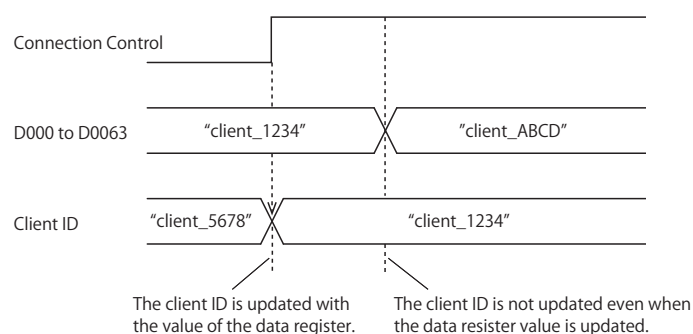 Connection Control
D000 to D0063
“client_1234”
"client_ABCD"
Client ID
“client_5678”
“client_1234”
The client ID is updated with
the value of the data register.
The client ID is not updated even when
the data resister value is updated.